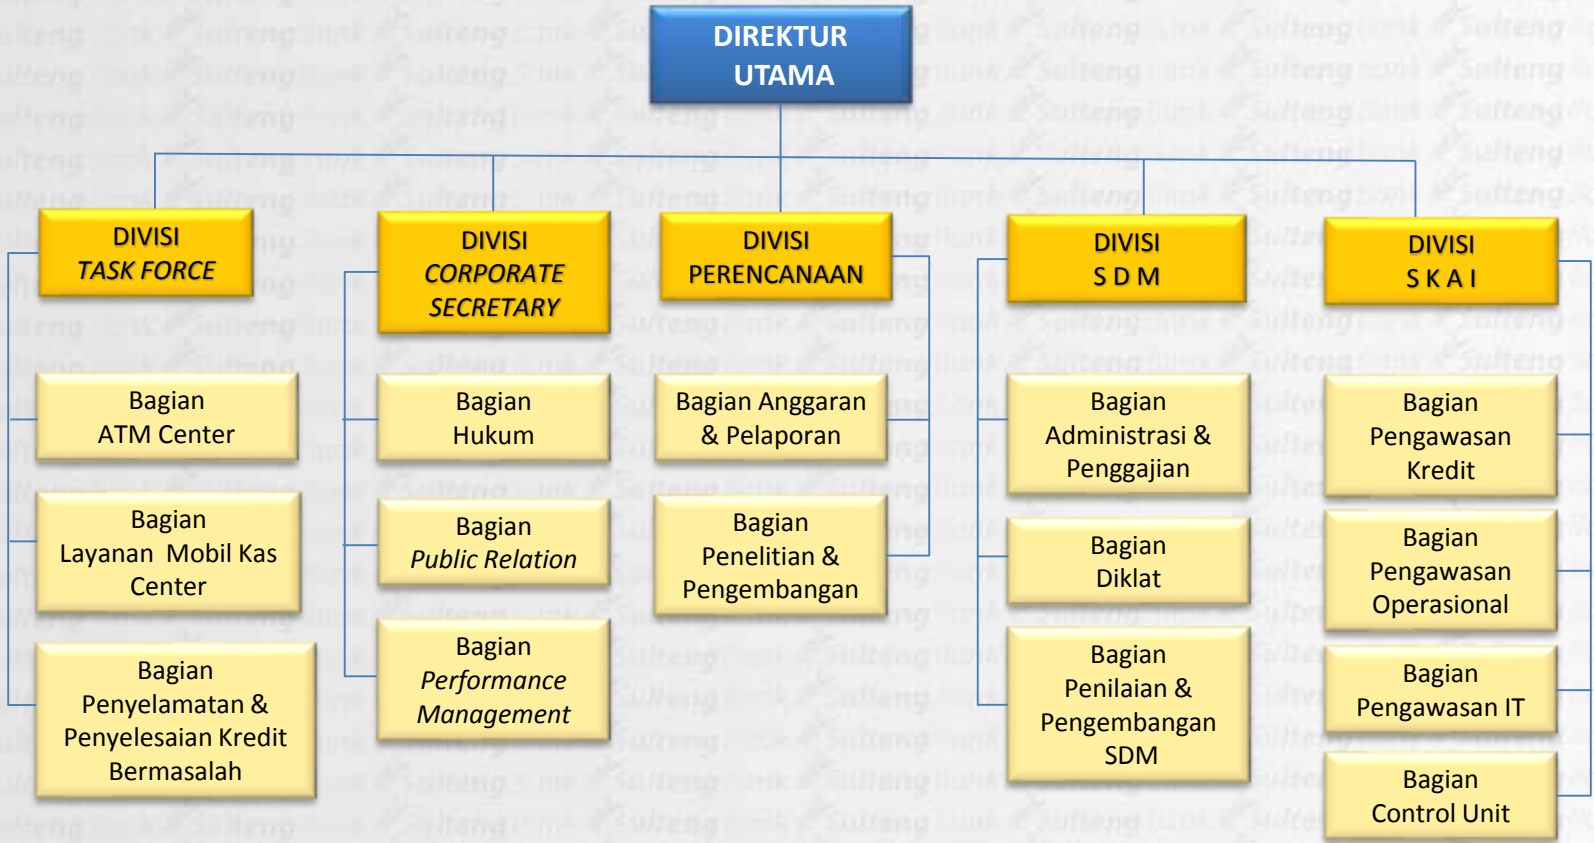 DIREKTUR
UTAMA
DIVISI
TASK FORCE
DIVISI
CORPORATE
SECRETARY
DIVISI
PERENCANAAN
DIVISI
S D M
DIVISI
S K A I
Bagian
ATM Center
Bagian
Layanan Mobil Kas
Center
Bagian
Penyelamatan &
Penyelesaian Kredit
Bermasalah
Bagian
Hukum
Bagian
Public Relation
Bagian
Performance
Management
Bagian Anggaran
& Pelaporan
Bagian
Penelitian &
Pengembangan
Bagian
Administrasi &
Penggajian
Bagian
Diklat
Bagian
Penilaian &
Pengembangan
SDM
Bagian
Pengawasan
Kredit
Bagian
Pengawasan
Operasional
Bagian
Pengawasan IT
Bagian
Control Unit